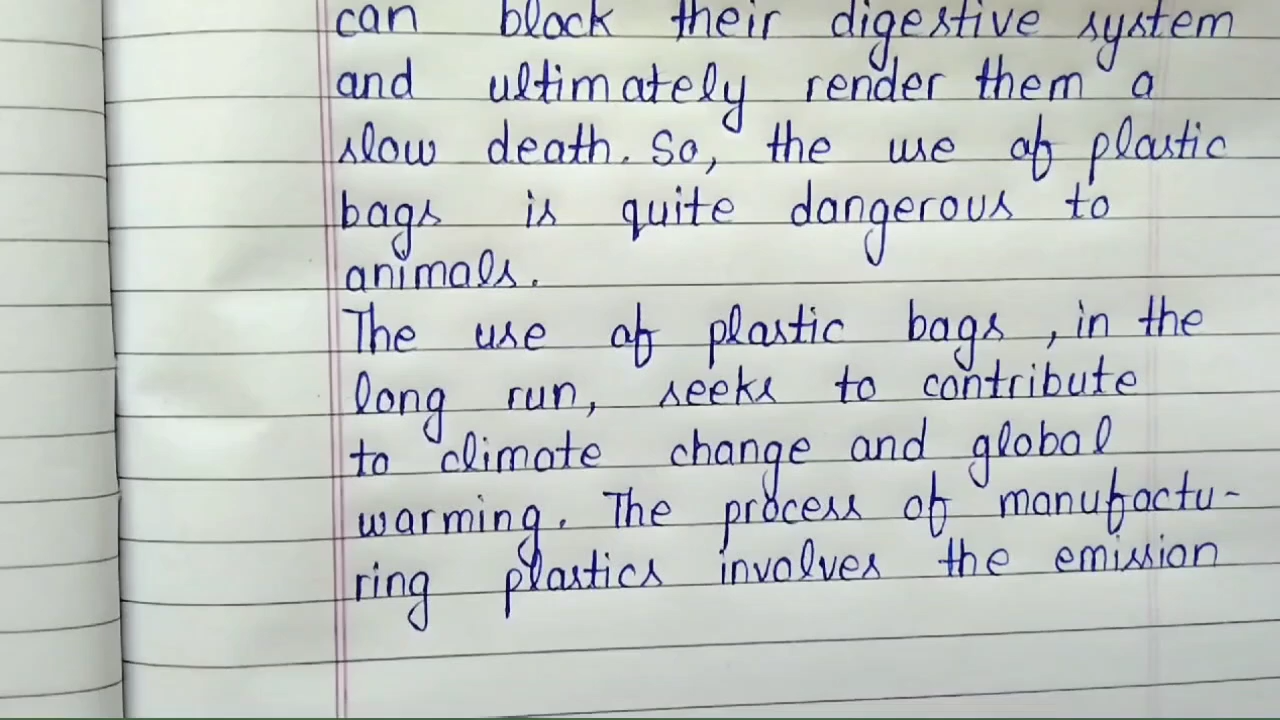 can block their digestive system
and ultimately render them a
slow death. So, the use of plastic
bags is quite dangerous to
animals.
The use of plastic bags, in the
long run, seeks to contribute
to climate change and global
warming. The process of manufactu-
ring plastics involves the emission